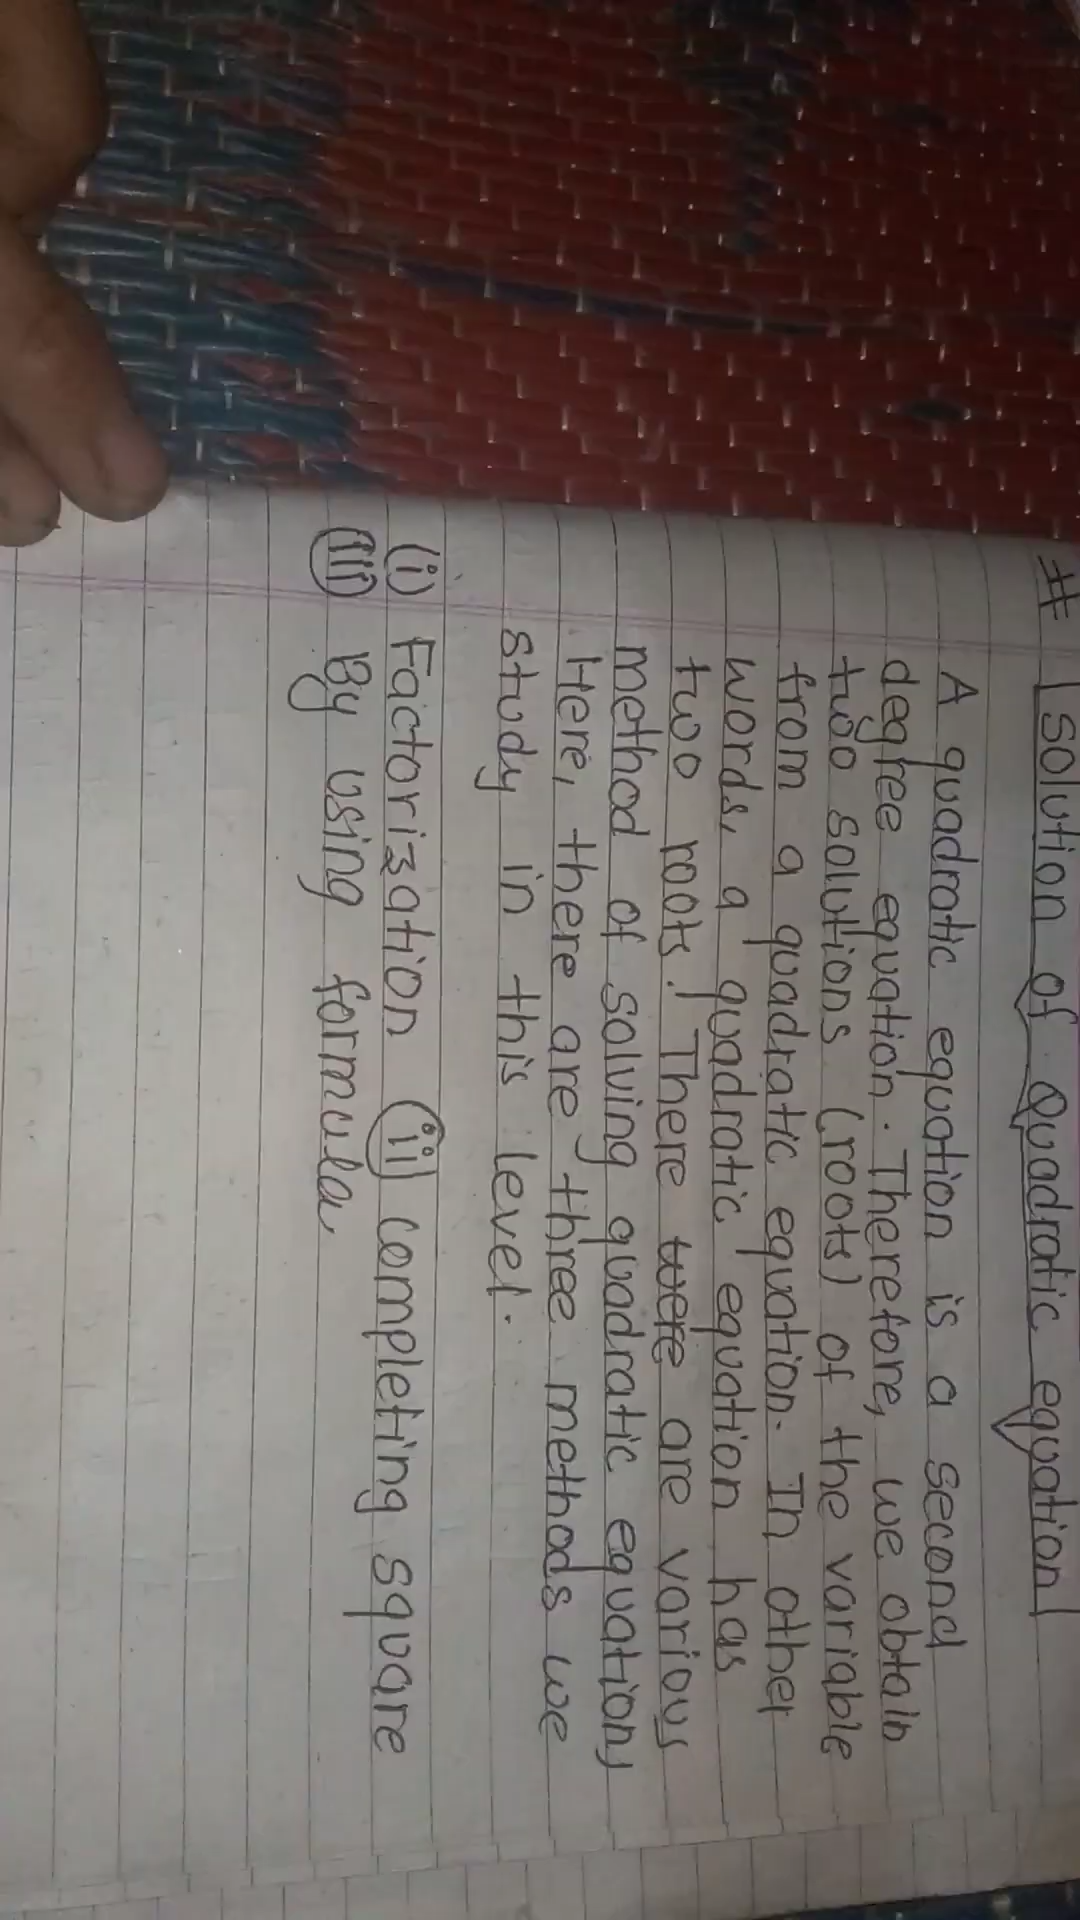 # Solution of Quadratic equation
A quadratic equation is a second
degree equation. Therefore, we obtain
two solutions (roots) of the variable
from a quadratic equation. In other
words, a quadratic equation has
two roots. There were are various
method of solving quadratic equation,
Here, there are three methods we
study in this level.
(i) Factorization (ii) completing square
(iii) By using formula.